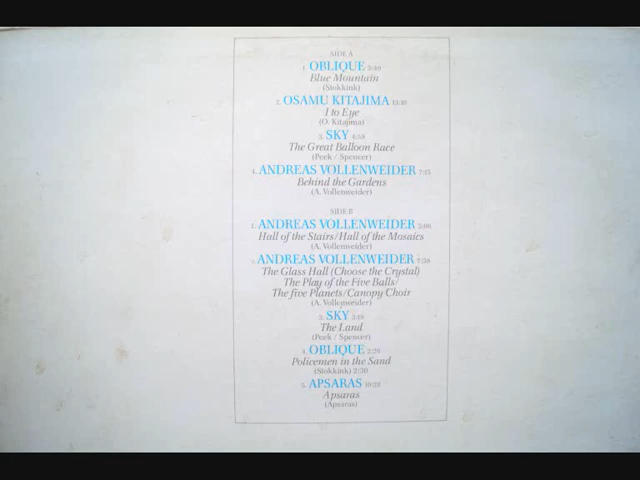 SIDE A
1. OBLIQUE
Blue Mountain
(Stokkink)
2. OSAMU KITAJIMA
I to Eye
(O. Kitajima)
3. SKY 4:59
The Great Balloon Race
(Peek / Spencer)
4. ANDREAS VOLLENWEIDER 7:15
Behind the Gardens
(A. Vollenweider)
SIDE B
1. ANDREAS VOLLENWEIDER
Hall of the Stairs/Hall of the Mosaics
(A. Vollenweider)
2. ANDREAS VOLLENWEIDER 7:58
The Glass Hall (Choose the Crystal)
The Play of the Five Balls/
The five Planets/Canopy Choir
(A. Vollenweider)
3. SKY
The Land
(Peek / Spencer)
4. OBLIQUE
Policemen in the Sand
(Stokkink) 2:30
5. APSARAS
Apsaras
(Apsaras)